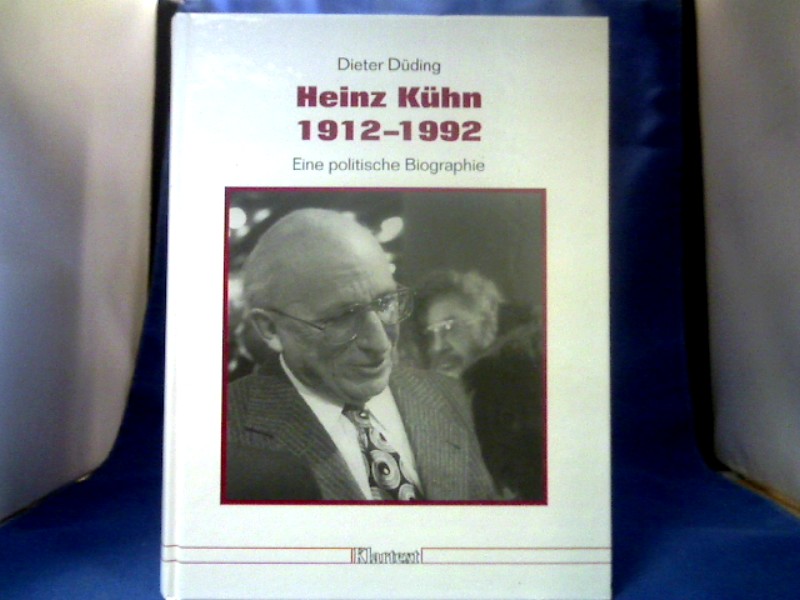 Dieter Düding
Heinz Kühn
1912–1992
Eine politische Biographie
Klartext